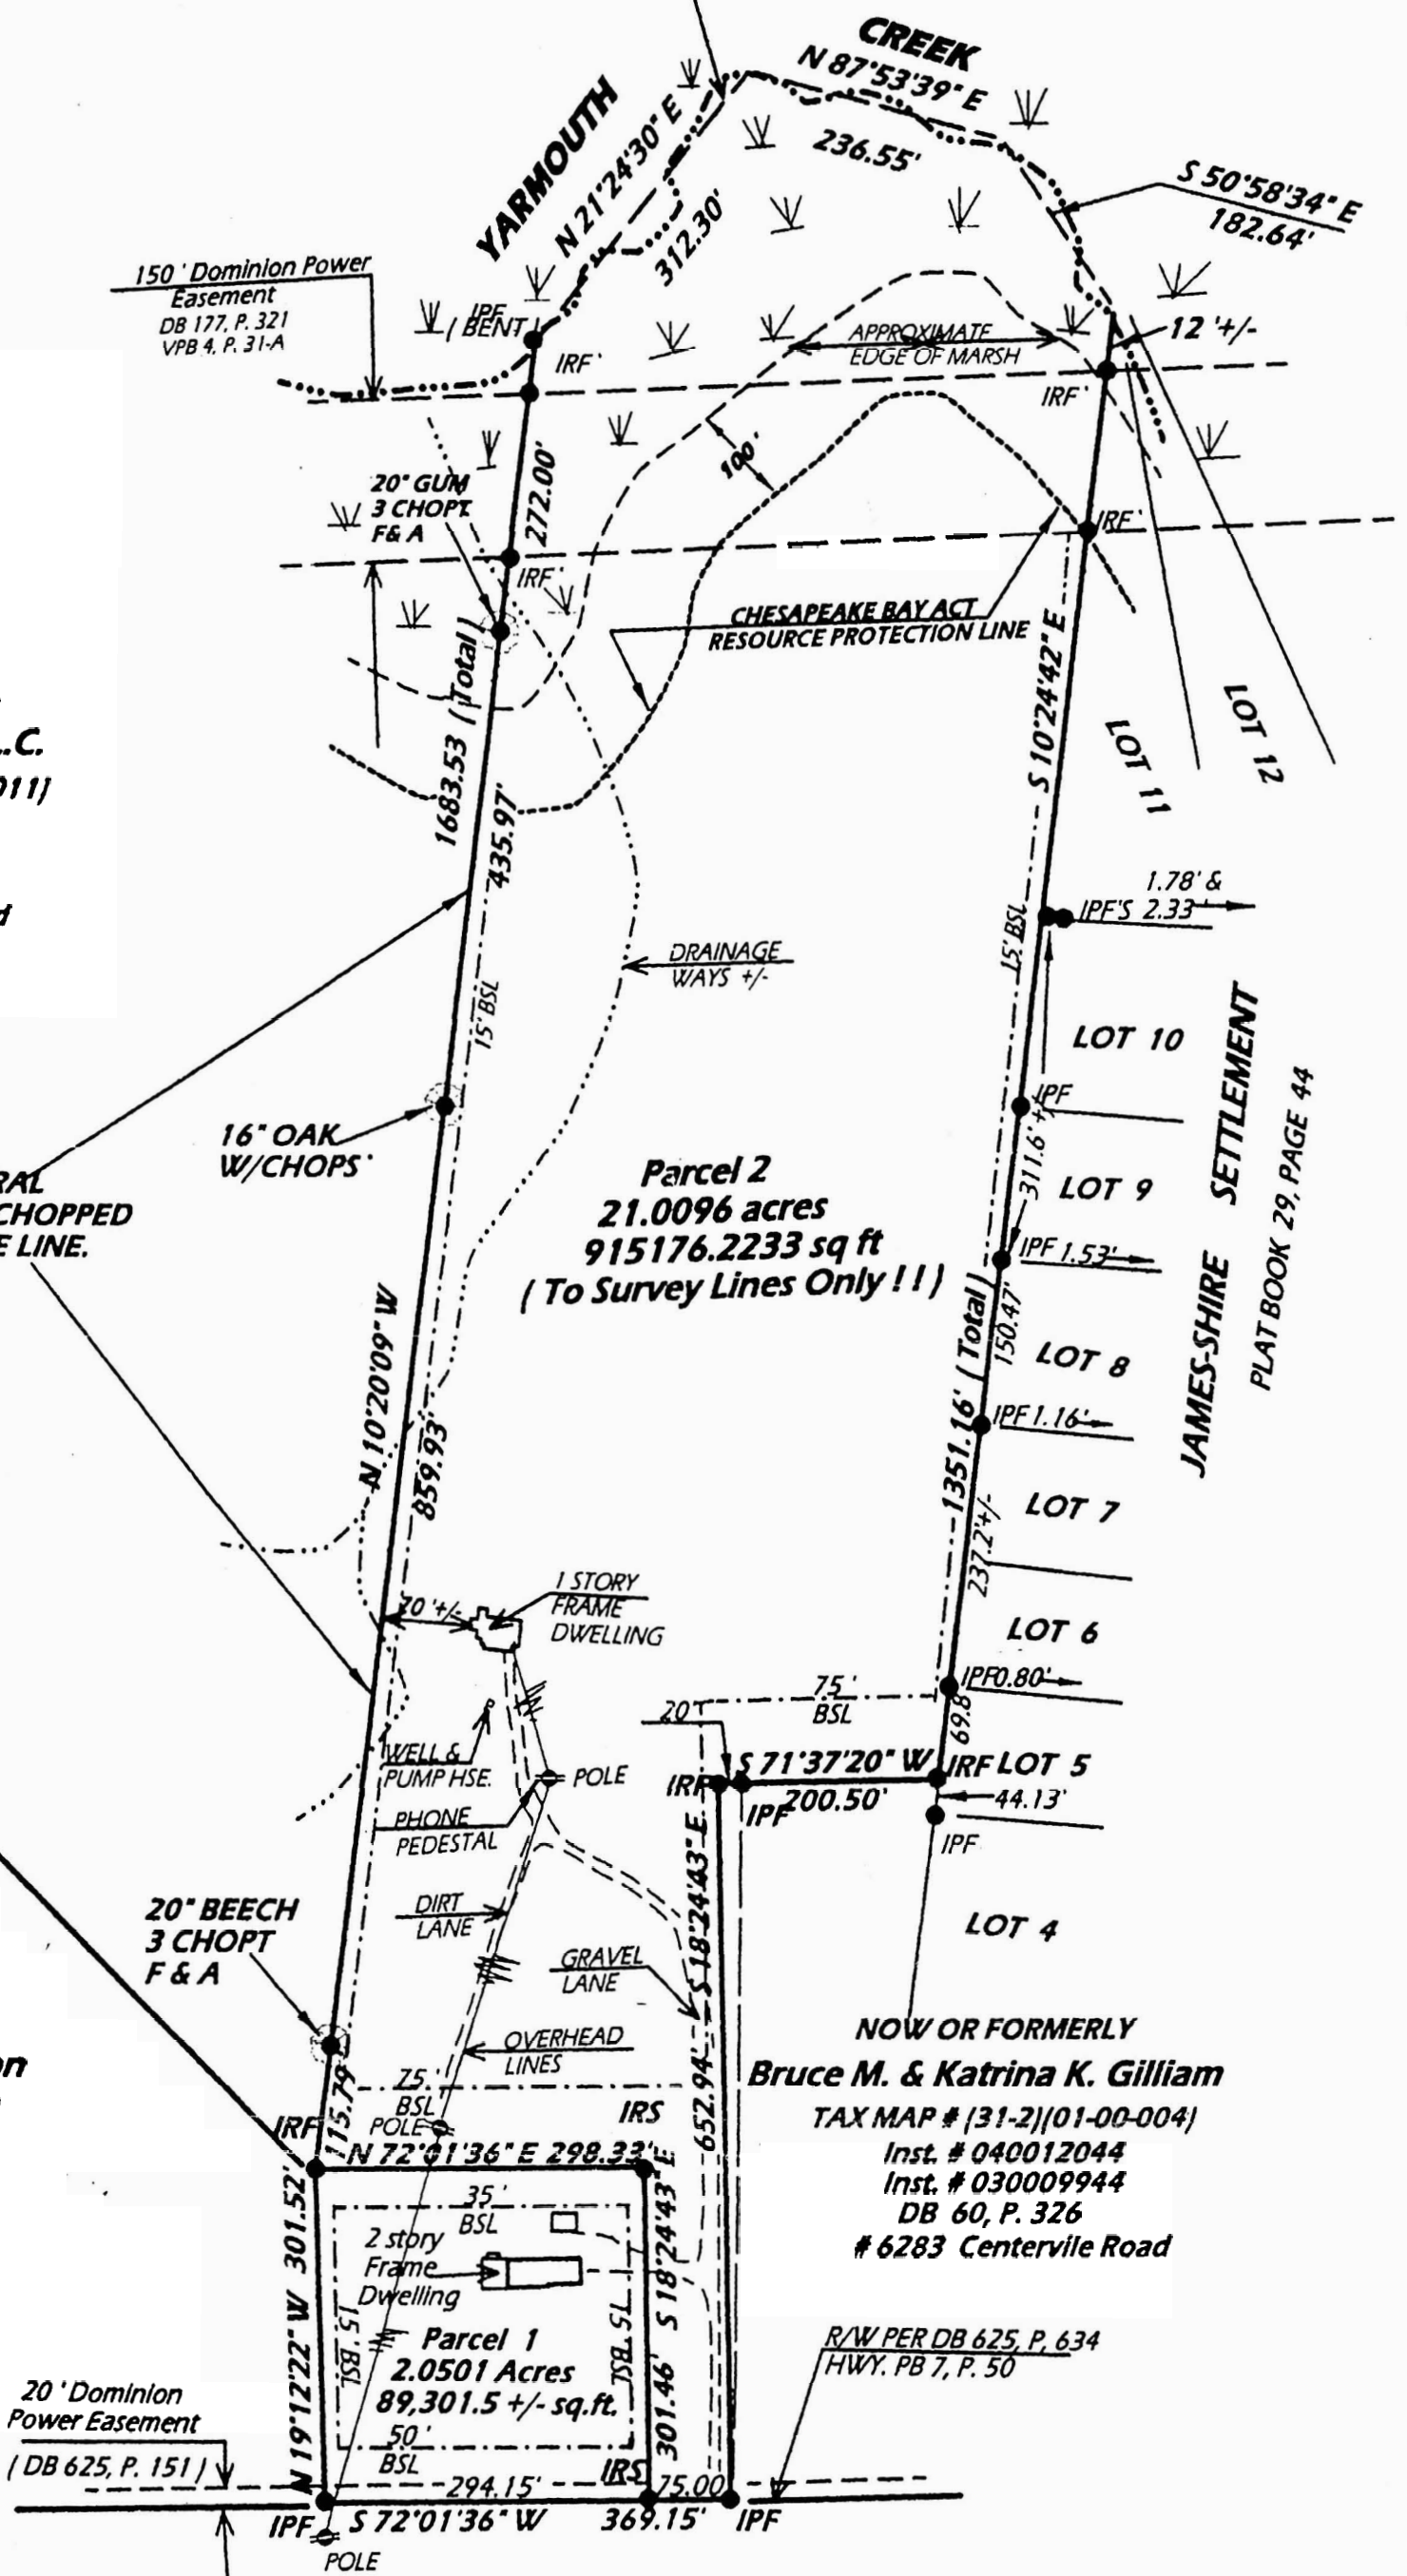 CREEK
N 87°53'39" E
236.55'
YARMOUTH
N 21°24'30" E
312.30'
S 50°58'34" E
182.64'
150 ' Dominion Power
Easement
DB 177, P. 321
VPB 4, P. 31-A
IPF
( BENT )
IRF'
APPROXIMATE
EDGE OF MARSH
12 '+/-
IRF'
100'
20" GUM
3 CHOPT
F& A
272.00'
IRF'
IRF'
CHESAPEAKE BAY ACT
RESOURCE PROTECTION LINE
1683.53 ( Total )
435.97'
S 10°24'42" E
LOT 11
LOT 12
.C.
011)
d
15' BSL
15' BSL
1.78' &
IPF'S 2.33'
DRAINAGE
WAYS +/-
LOT 10
IPF
16" OAK
W/CHOPS'
RAL
CHOPPED
E LINE.
Parcel 2
21.0096 acres
915176.2233 sq ft
( To Survey Lines Only ! ! )
311.6' +/-
LOT 9
IPF 1.53'
JAMES-SHIRE SETTLEMENT
PLAT BOOK 29, PAGE 44
150.47'
LOT 8
1351.16' ( Total )
IPF 1.16'
N 10°20'09" W
859.93'
LOT 7
237.2'+/-
70 '+/-
1 STORY
FRAME
DWELLING
LOT 6
IPF0.80'
75 '
BSL
69.8
20'
WELL &
PUMP HSE.
POLE
S 71°37'20" W
200.50'
IRF
IPF
IRF
LOT 5
44.13'
IPF
PHONE
PEDESTAL
20" BEECH
3 CHOPT
F & A
DIRT
LANE
GRAVEL
LANE
S 18°24'43" E
652.94'
LOT 4
OVERHEAD
LINES
NOW OR FORMERLY
Bruce M. & Katrina K. Gilliam
TAX MAP # (31-2)(01-00-004)
Inst. # 040012044
Inst. # 030009944
DB 60, P. 326
# 6283 Centervile Road
on
75 '
BSL
POLE
IRS
IRF
115.79'
N 72°01'36" E 298.33'
35 '
BSL
2 story
Frame
Dwelling
N 19°12'22" W 301.52'
15 ' BSL
15 ' BSL
301.46' S 18°24'43" E
Parcel 1
2.0501 Acres
89,301.5 +/- sq.ft.
50 '
BSL
R/W PER DB 625, P, 634
HWY. PB 7, P. 50
20 ' Dominion
Power Easement
( DB 625, P. 151 )
294.15'
IRS
75.00
IPF
S 72°01'36" W
369.15'
IPF
POLE